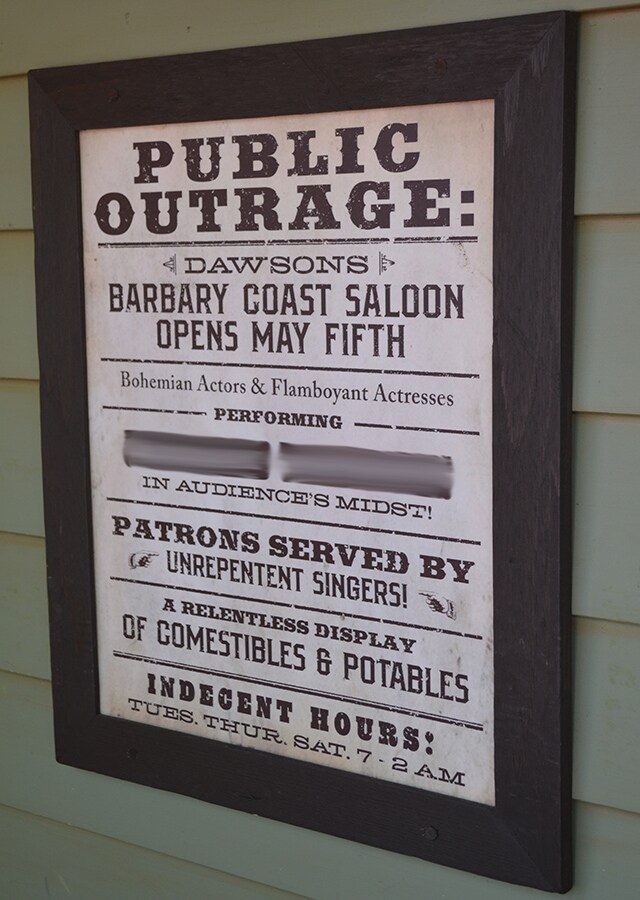 PUBLIC
OUTRAGE:
DAWSONS
BARBARY COAST SALOON
OPENS MAY FIFTH
Bohemian Actors & Flamboyant Actresses
PERFORMING
IN AUDIENCE'S MIDST!
PATRONS SERVED BY
UNREPENTENT SINGERS!
A RELENTLESS DISPLAY
OF COMESTIBLES & POTABLES
INDECENT HOURS:
TUES. THUR. SAT. 7 - 2 AM